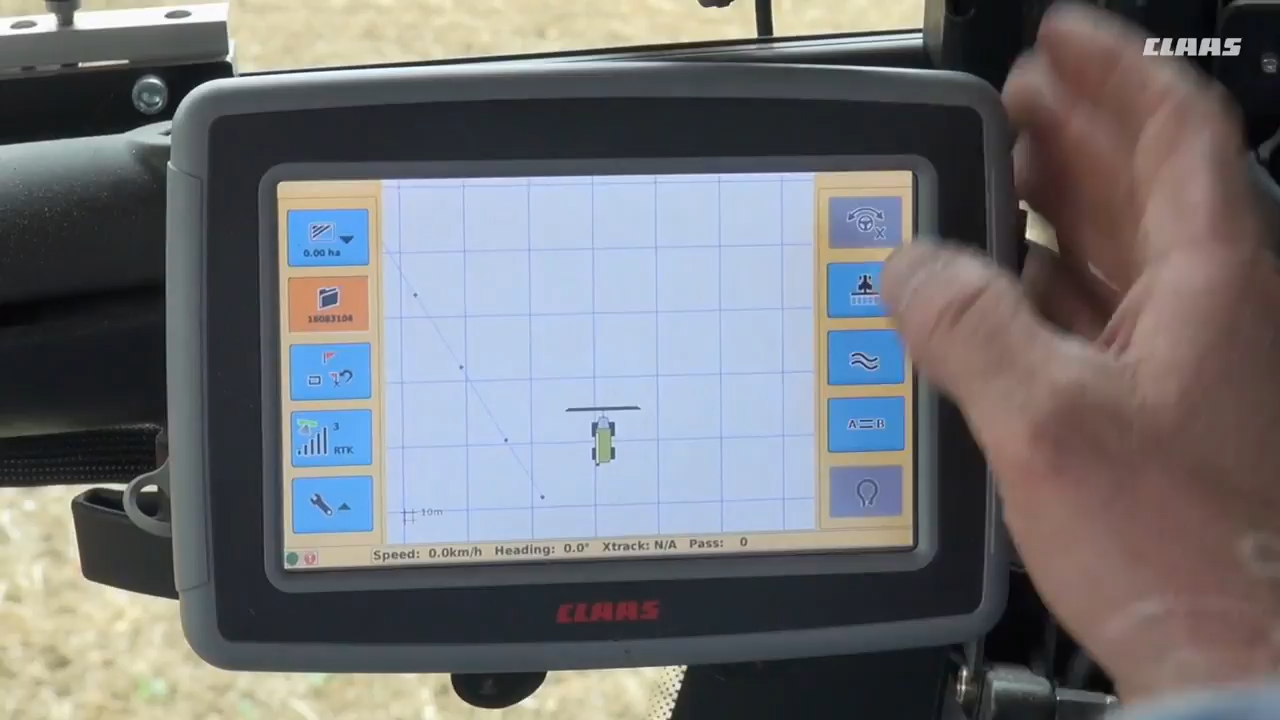 CLAAS
0.00 ha
16083104
3
RTK
X
A=B
10m
Speed: 0.0km/h Heading: 0.0° Xtrack: N/A Pass: 0
CLAAS